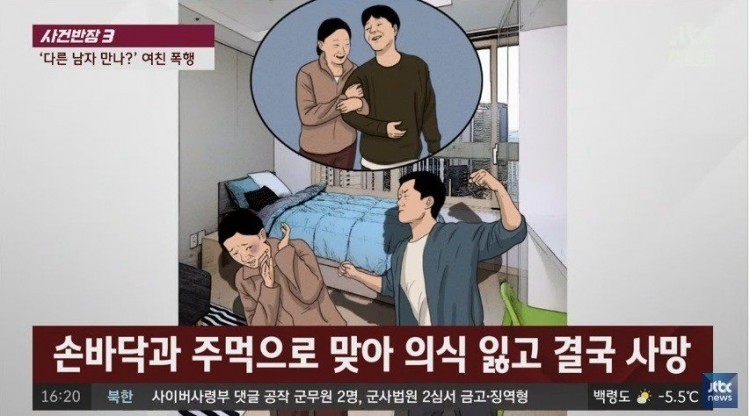 사건반장 3
'다른 남자 만나?' 여친 폭행
손바닥과 주먹으로 맞아 의식 잃고 결국 사망
16:20 북한 사이버사령부 댓글 공작 군무원 2명, 군사법원 2심서 금고·징역형 백령도 -5.5℃
jtbc
news